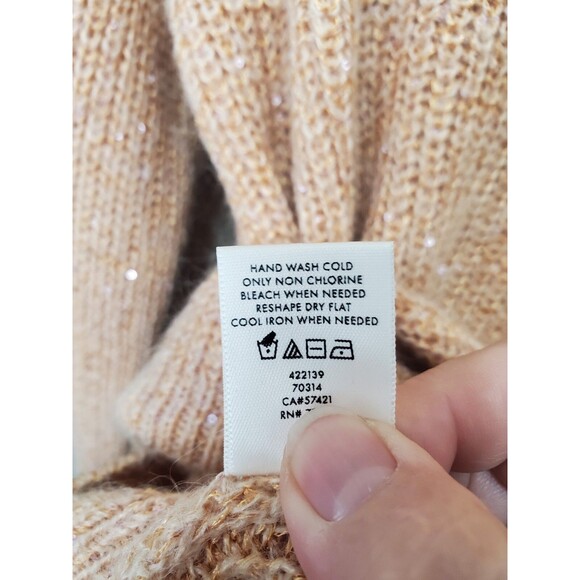 HAND WASH COLD
ONLY NON CHLORINE
BLEACH WHEN NEEDED
RESHAPE DRY FLAT
COOL IRON WHEN NEEDED
422139
70314
CA#57421
RN#